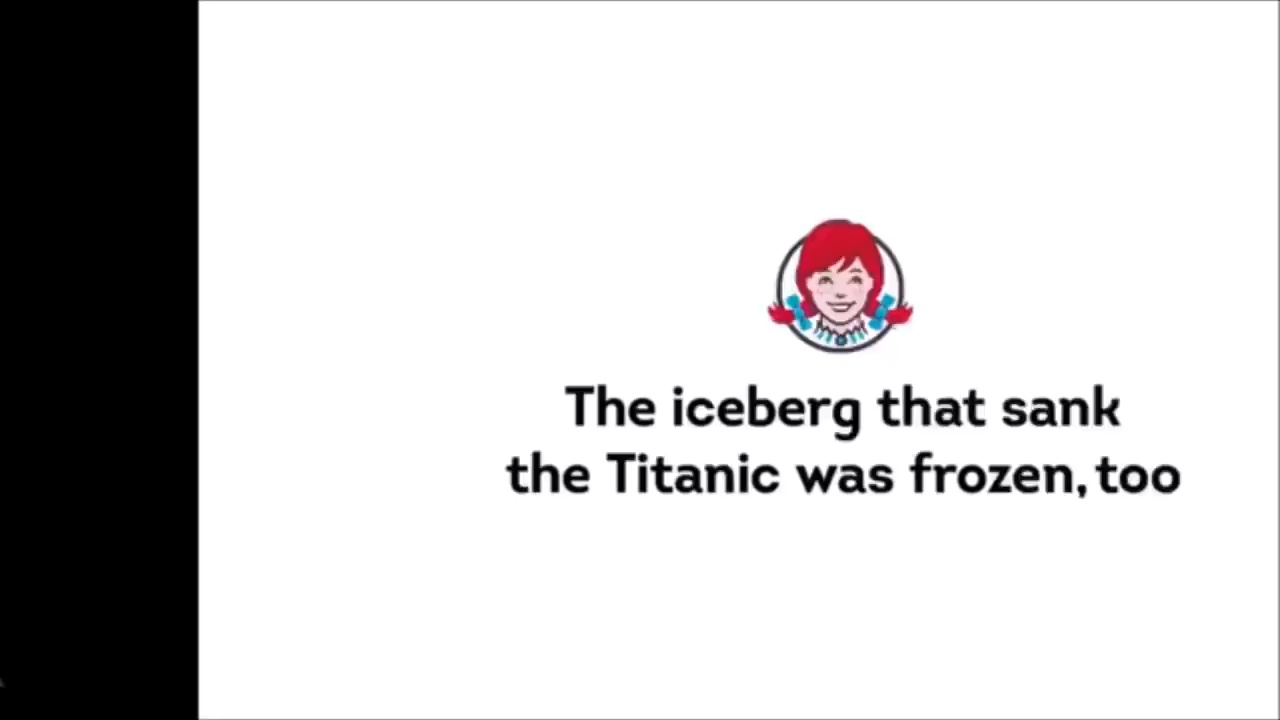 The iceberg that sank
the Titanic was frozen, too